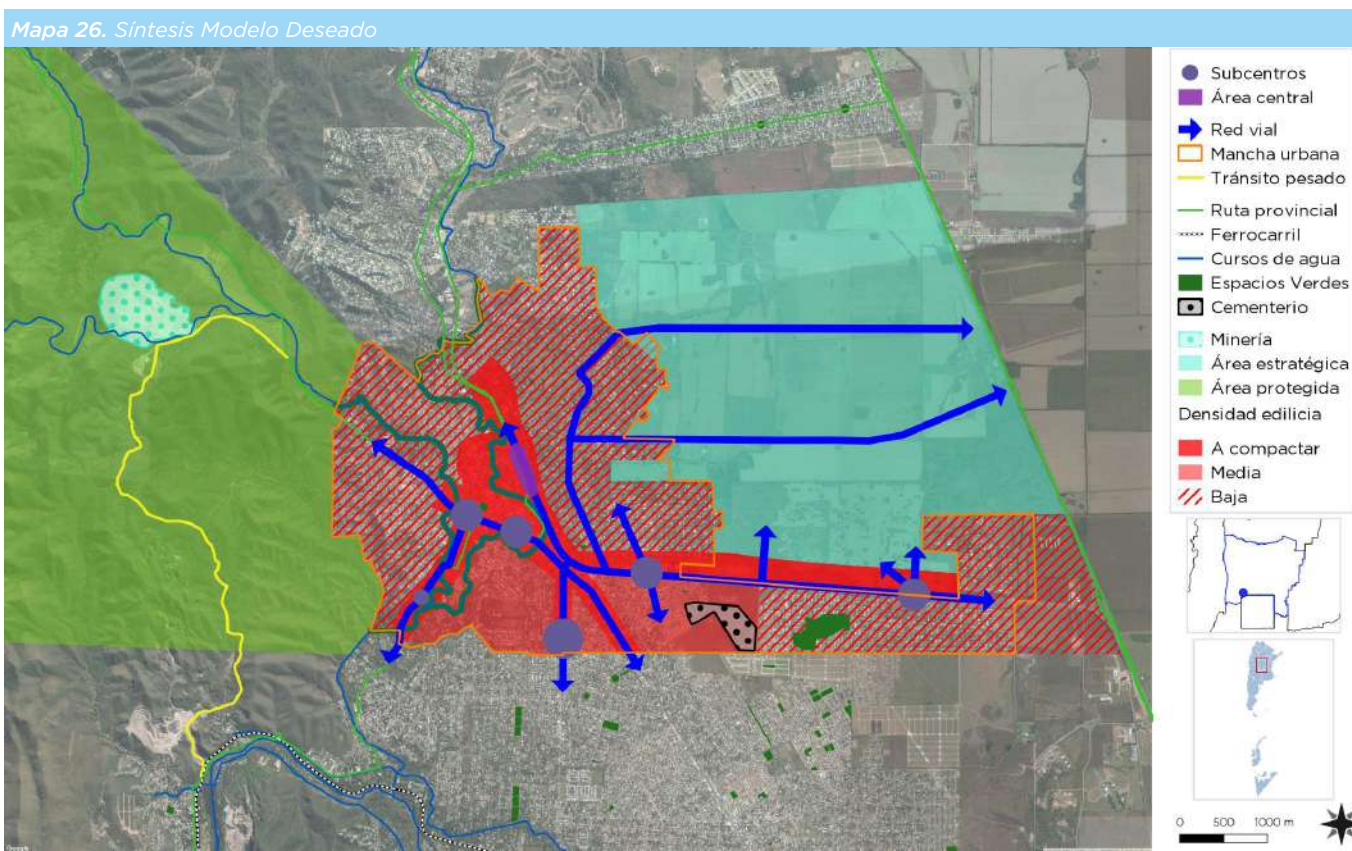 Mapa 26. Síntesis Modelo Deseado
Subcentros
Área central
Red vial
Mancha urbana
Tránsito pesado
Ruta provincial
Ferrocarril
Cursos de agua
Espacios Verdes
Cementerio
Minería
Área estratégica
Área protegida
Densidad edilicia
A compactar
Media
Baja
0 500 1000 m